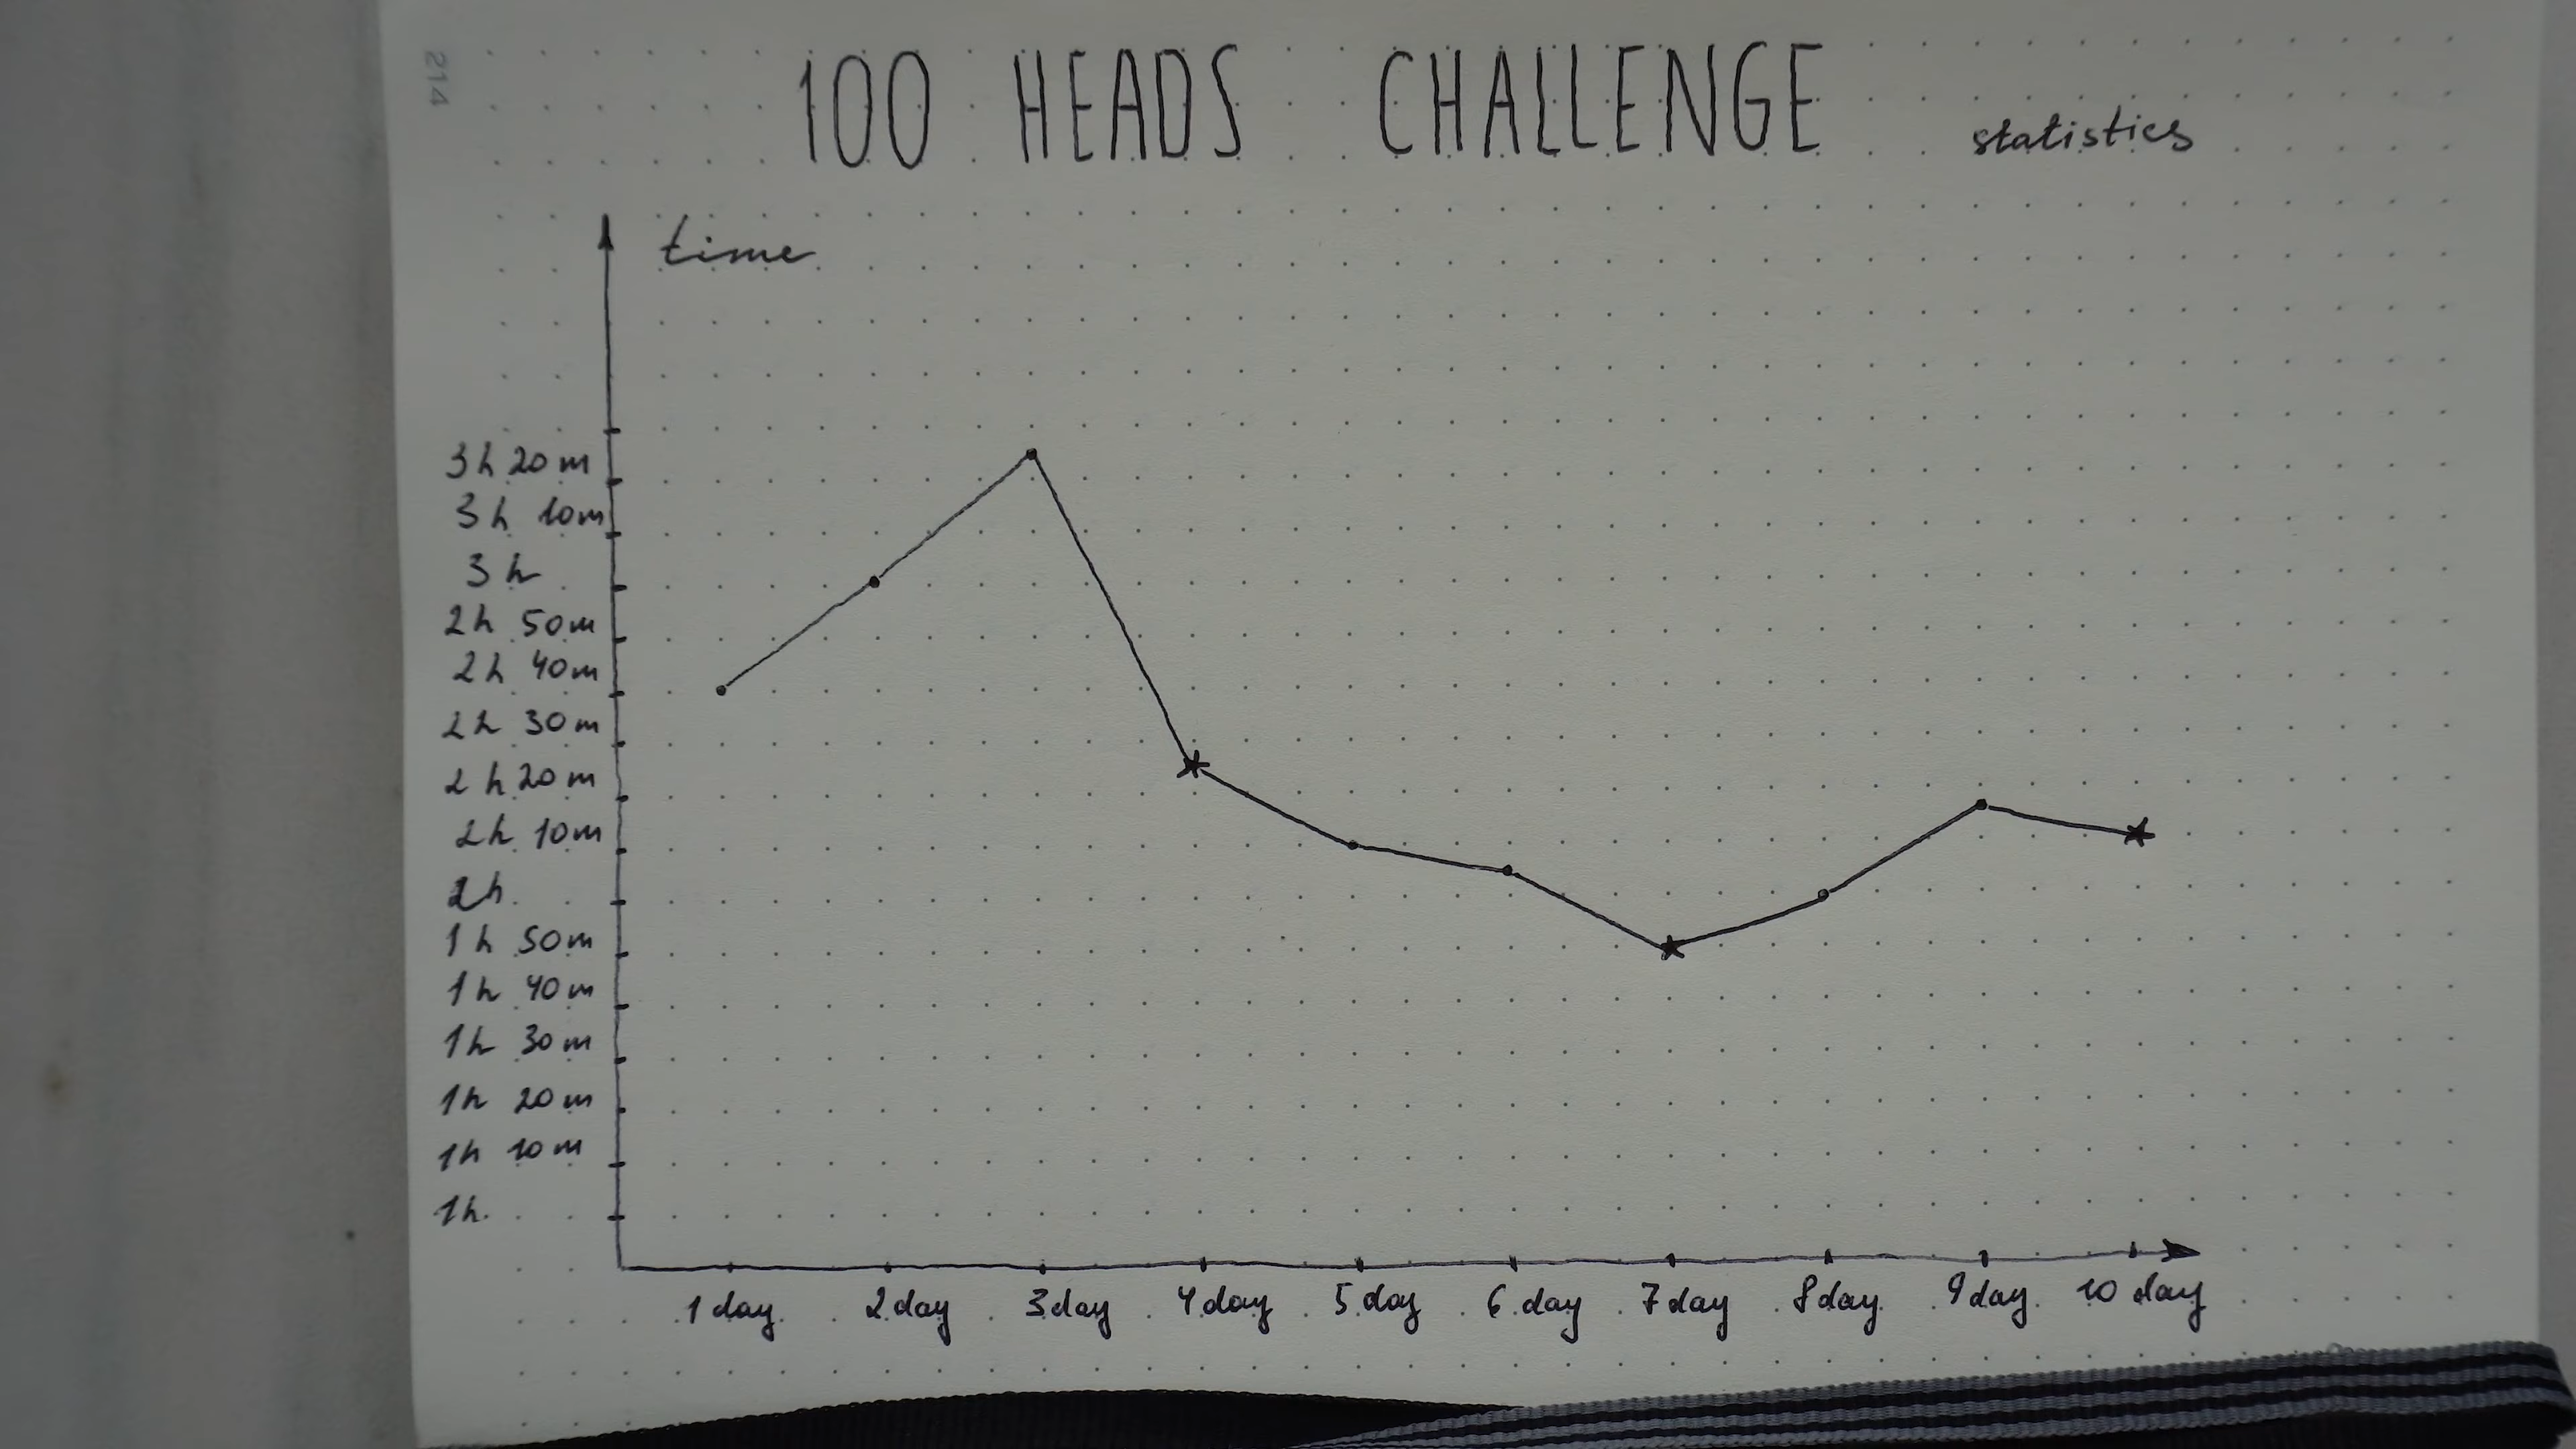 214
100 HEADS CHALLENGE statistics
time
3h 20m
3h 10m
3h
2h 50m
2h 40m
2h 30m
2h 20m
2h 10m
2h
1h 50m
1h 40m
1h 30m
1h 20m
1h 10m
1h
1 day 2 day 3 day 4 day 5 day 6 day 7 day 8 day 9 day 10 day